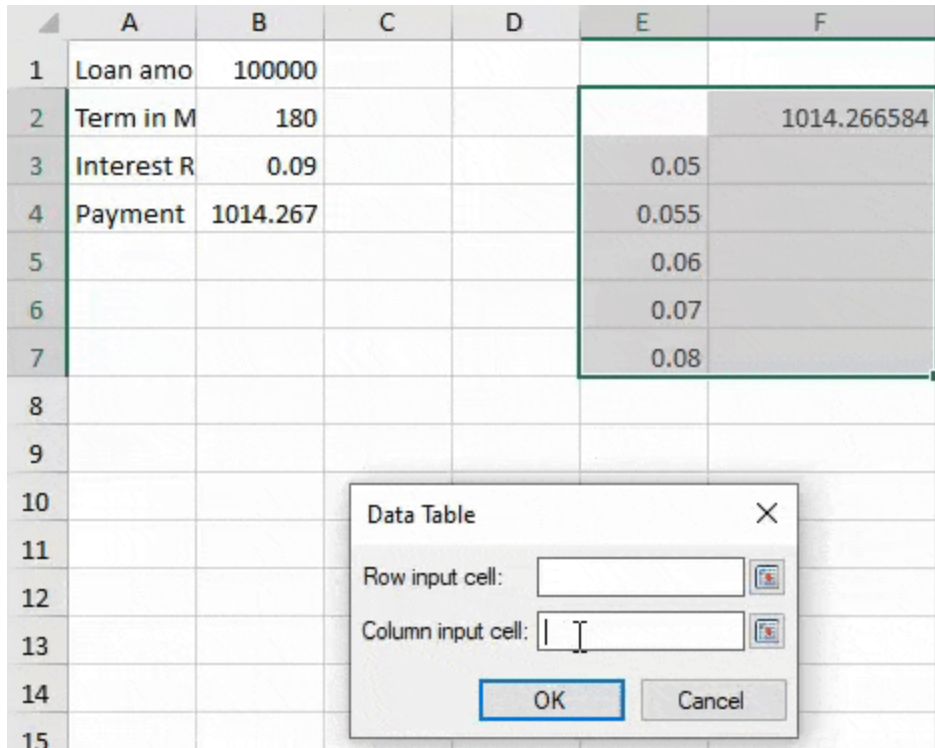 A B C D E F
1 Loan amo 100000
2 Term in M 180 1014.266584
3 Interest R 0.09 0.05
4 Payment 1014.267 0.055
5 0.06
6 0.07
7 0.08
8
9
10
11
12
13
14
15
Data Table
Row input cell:
Column input cell:
OK Cancel